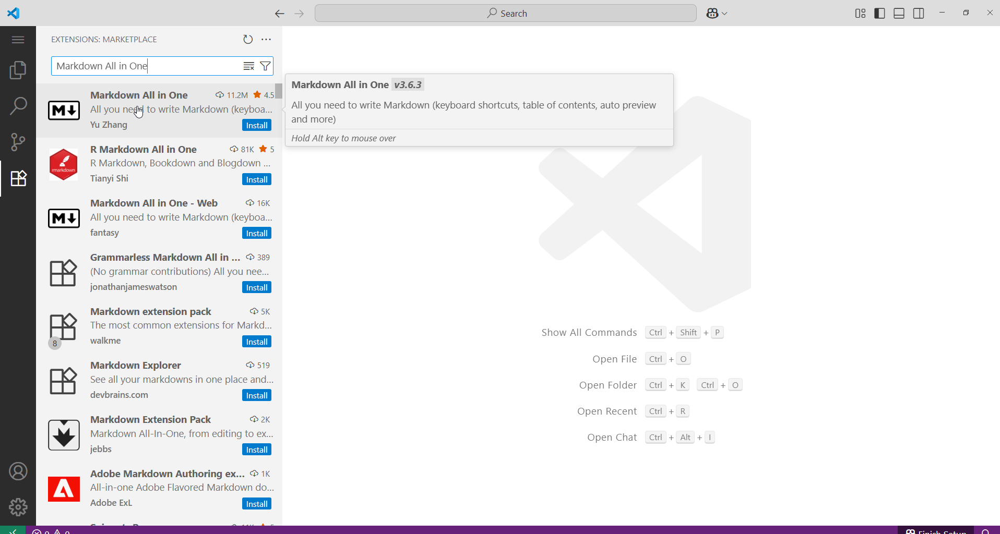 Search
EXTENSIONS: MARKETPLACE
Markdown All in One
Markdown All in One 11.2M 4.5
All you need to write Markdown (keyboa...
Yu Zhang Install
R Markdown All in One 81K 5
R Markdown, Bookdown and Blogdown ...
rmarkdown
Tianyi Shi Install
Markdown All in One - Web 16K
All you need to write Markdown (keyboa...
fantasy Install
Grammarless Markdown All in ... 389
(No grammar contributions) All you nee...
jonathanjameswatson Install
Markdown extension pack 5K
The most common extensions for Markd...
8
walkme Install
Markdown Explorer 519
See all your markdowns in one place and...
devbrains.com Install
Markdown Extension Pack 2K
Markdown All-In-One, from editing to ex...
jebbs Install
Adobe Markdown Authoring ex... 1K
All-in-one Adobe Flavored Markdown do...
Adobe ExL Install
Markdown All in One v3.6.3
All you need to write Markdown (keyboard shortcuts, table of contents, auto preview
and more)
Hold Alt key to mouse over
Show All Commands Ctrl + Shift + P
Open File Ctrl + O
Open Folder Ctrl + K Ctrl + O
Open Recent Ctrl + R
Open Chat Ctrl + Alt + I
0 0
Finish Setup